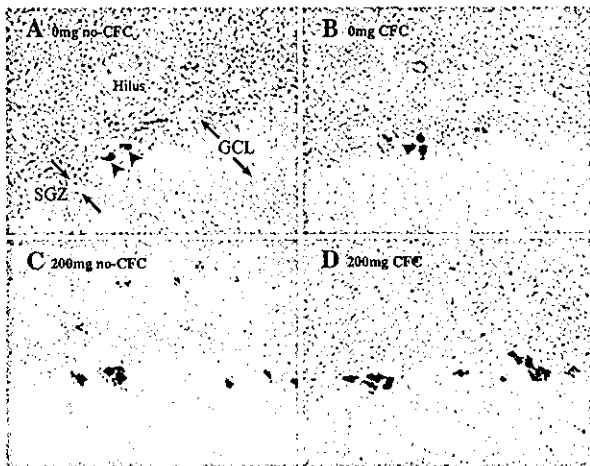 A 0mg no-CFC
Hilus
GCL
SGZ
B 0mg CFC
C 200mg no-CFC
D 200mg CFC